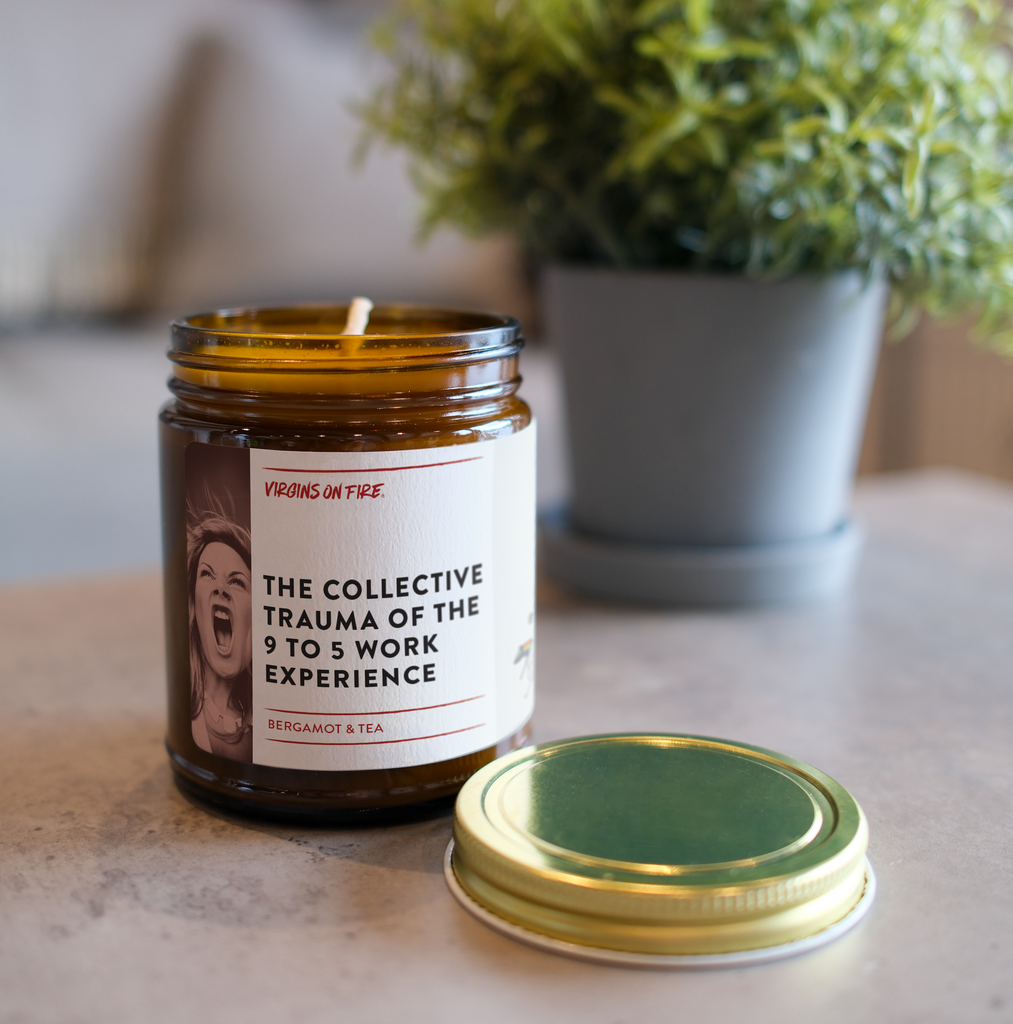 VIRGINS ON FIRE
THE COLLECTIVE
TRAUMA OF THE
9 TO 5 WORK
EXPERIENCE
BERGAMOT & TEA